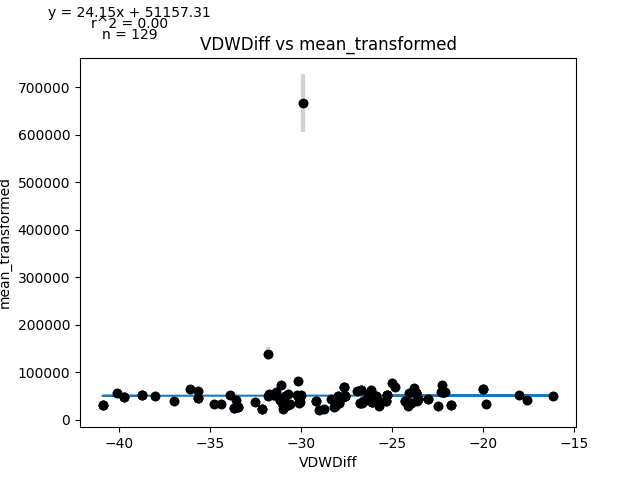 y = 24.15x + 51157.31
r^2 = 0.00
n = 129
VDWDiff vs mean_transformed
700000
600000
500000
400000
300000
200000
100000
0
mean_transformed
−40
−35
−30
−25
−20
−15
VDWDiff